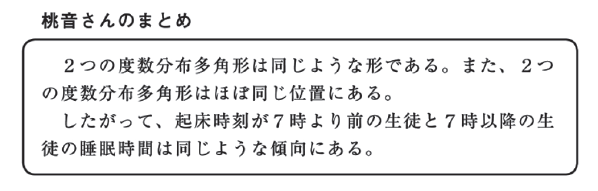 桃音さんのまとめ
２つの度数分布多角形は同じような形である。また、２つ
の度数分布多角形はほぼ同じ位置にある。
したがって、起床時刻が７時より前の生徒と７時以降の生
徒の睡眠時間は同じような傾向にある。